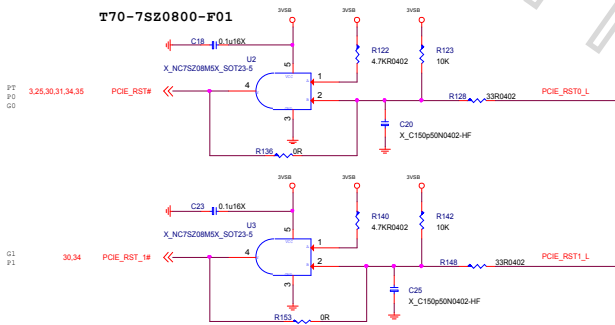 T70-7SZ0800-F01
3VSB
3VSB
3VSB
C18
0.1u16X
U2
X_NC7SZ08M5X_SOT23-5
5
VCC
R122
4.7KR0402
R123
10K
PT
P0
G0
3,25,30,31,34,35
PCIE_RST#
4
1
2
3
R128
33R0402
PCIE_RST0_L
C20
X_C150p50N0402-HF
R136
0R
3VSB
3VSB
3VSB
C23
0.1u16X
U3
X_NC7SZ08M5X_SOT23-5
5
VCC
R140
4.7KR0402
R142
10K
G1
P1
30,34
PCIE_RST_1#
4
1
2
3
R148
33R0402
PCIE_RST1_L
C25
X_C150p50N0402-HF
R153
0R